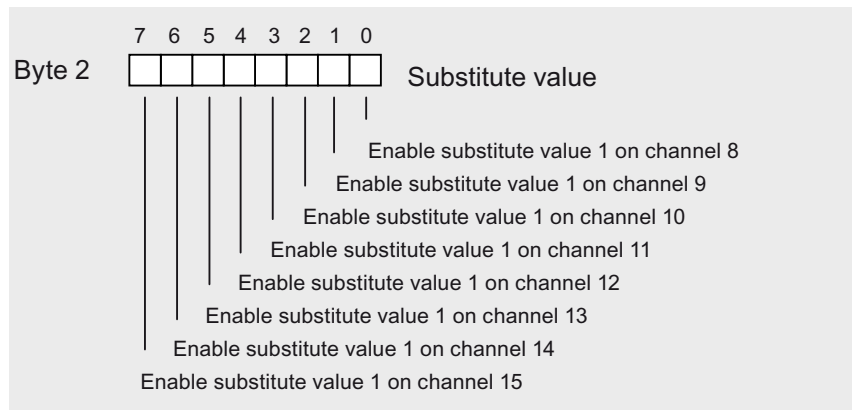 7 6 5 4 3 2 1 0
Byte 2 Substitute value
Enable substitute value 1 on channel 8
Enable substitute value 1 on channel 9
Enable substitute value 1 on channel 10
Enable substitute value 1 on channel 11
Enable substitute value 1 on channel 12
Enable substitute value 1 on channel 13
Enable substitute value 1 on channel 14
Enable substitute value 1 on channel 15